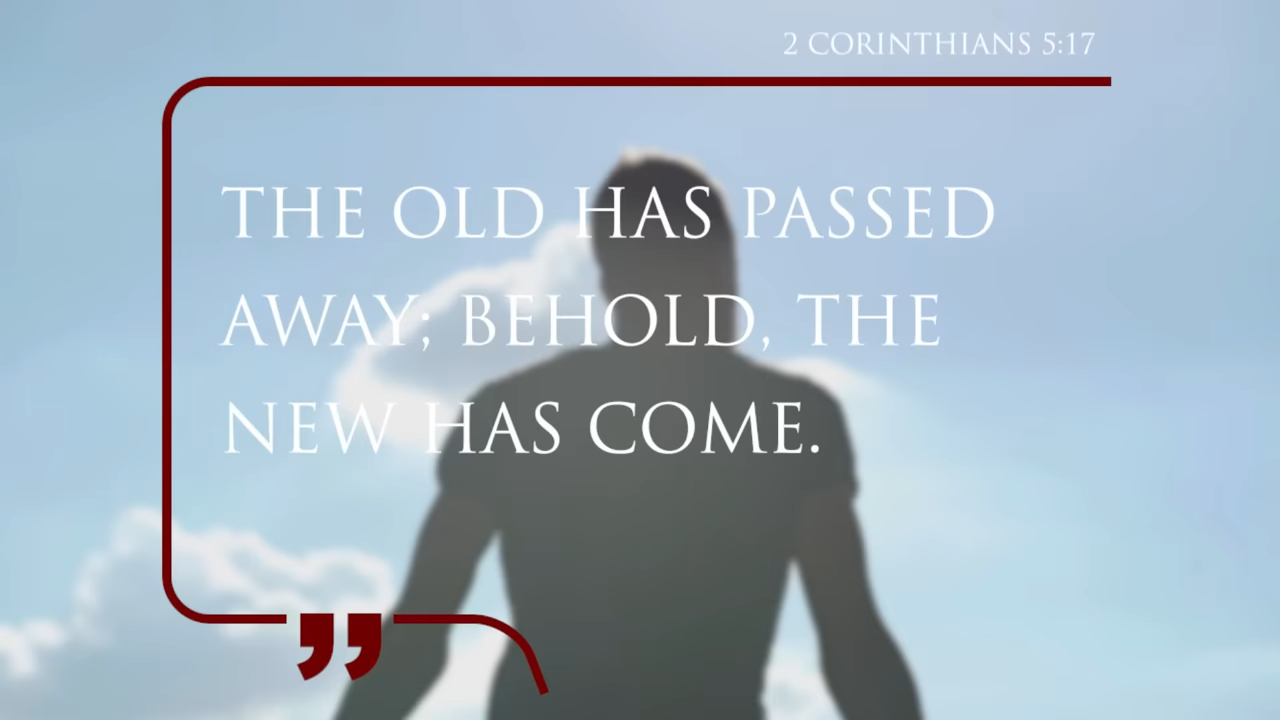 2 CORINTHIANS 5:17
THE OLD HAS PASSED
AWAY; BEHOLD, THE
NEW HAS COME.
”